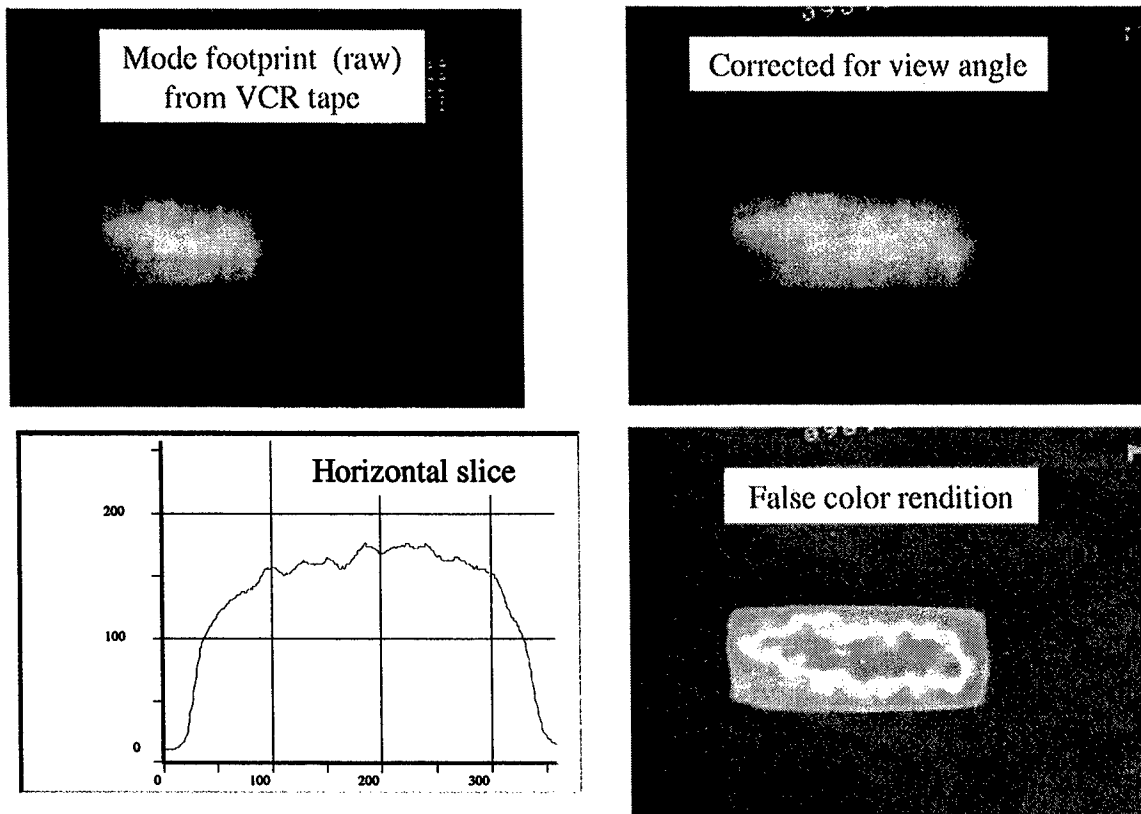 Mode footprint (raw)
from VCR tape
Corrected for view angle
Horizontal slice
200
100
0
0
100
200
300
False color rendition